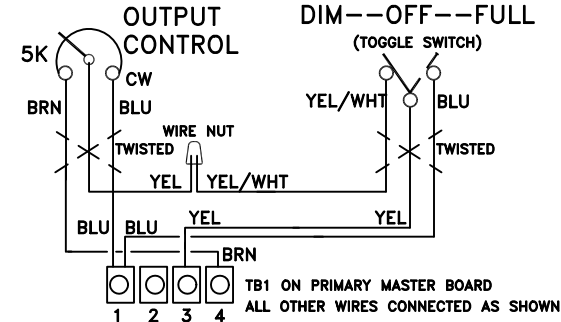 OUTPUT
CONTROL
DIM--OFF--FULL
(TOGGLE SWITCH)
5K
CW
BRN
BLU
YEL/WHT
BLU
WIRE NUT
TWISTED
TWISTED
YEL
YEL/WHT
BLU
BLU
YEL
YEL
BRN
TB1 ON PRIMARY MASTER BOARD
ALL OTHER WIRES CONNECTED AS SHOWN
1 2 3 4